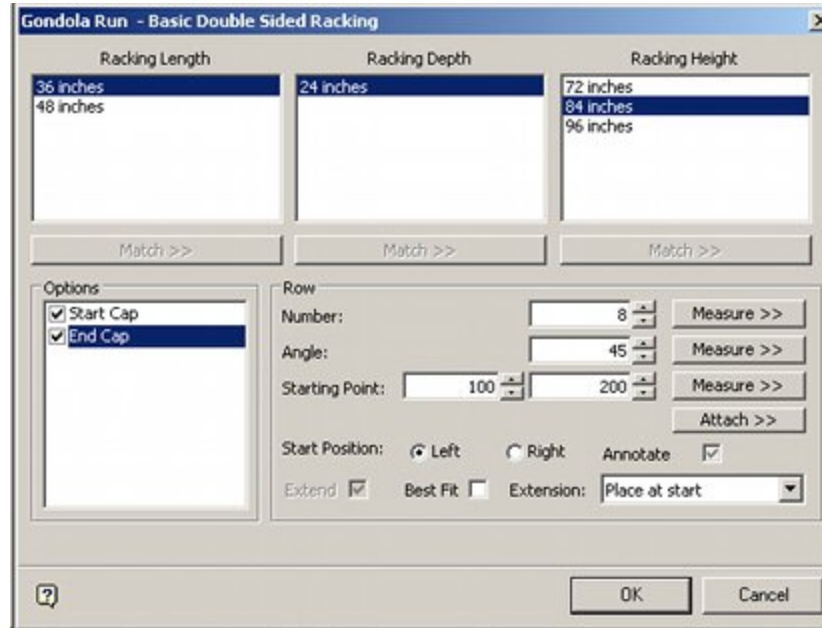 Gondola Run - Basic Double Sided Racking
Racking Length
Racking Depth
Racking Height
36 inches
48 inches
24 inches
72 inches
84 inches
96 inches
Match >>
Match >>
Match >>
Options
Start Cap
End Cap
Row
Number: 8 Measure >>
Angle: 45 Measure >>
Starting Point: 100 200 Measure >>
Attach >>
Start Position: Left Right Annotate
Extend Best Fit Extension: Place at start
OK
Cancel